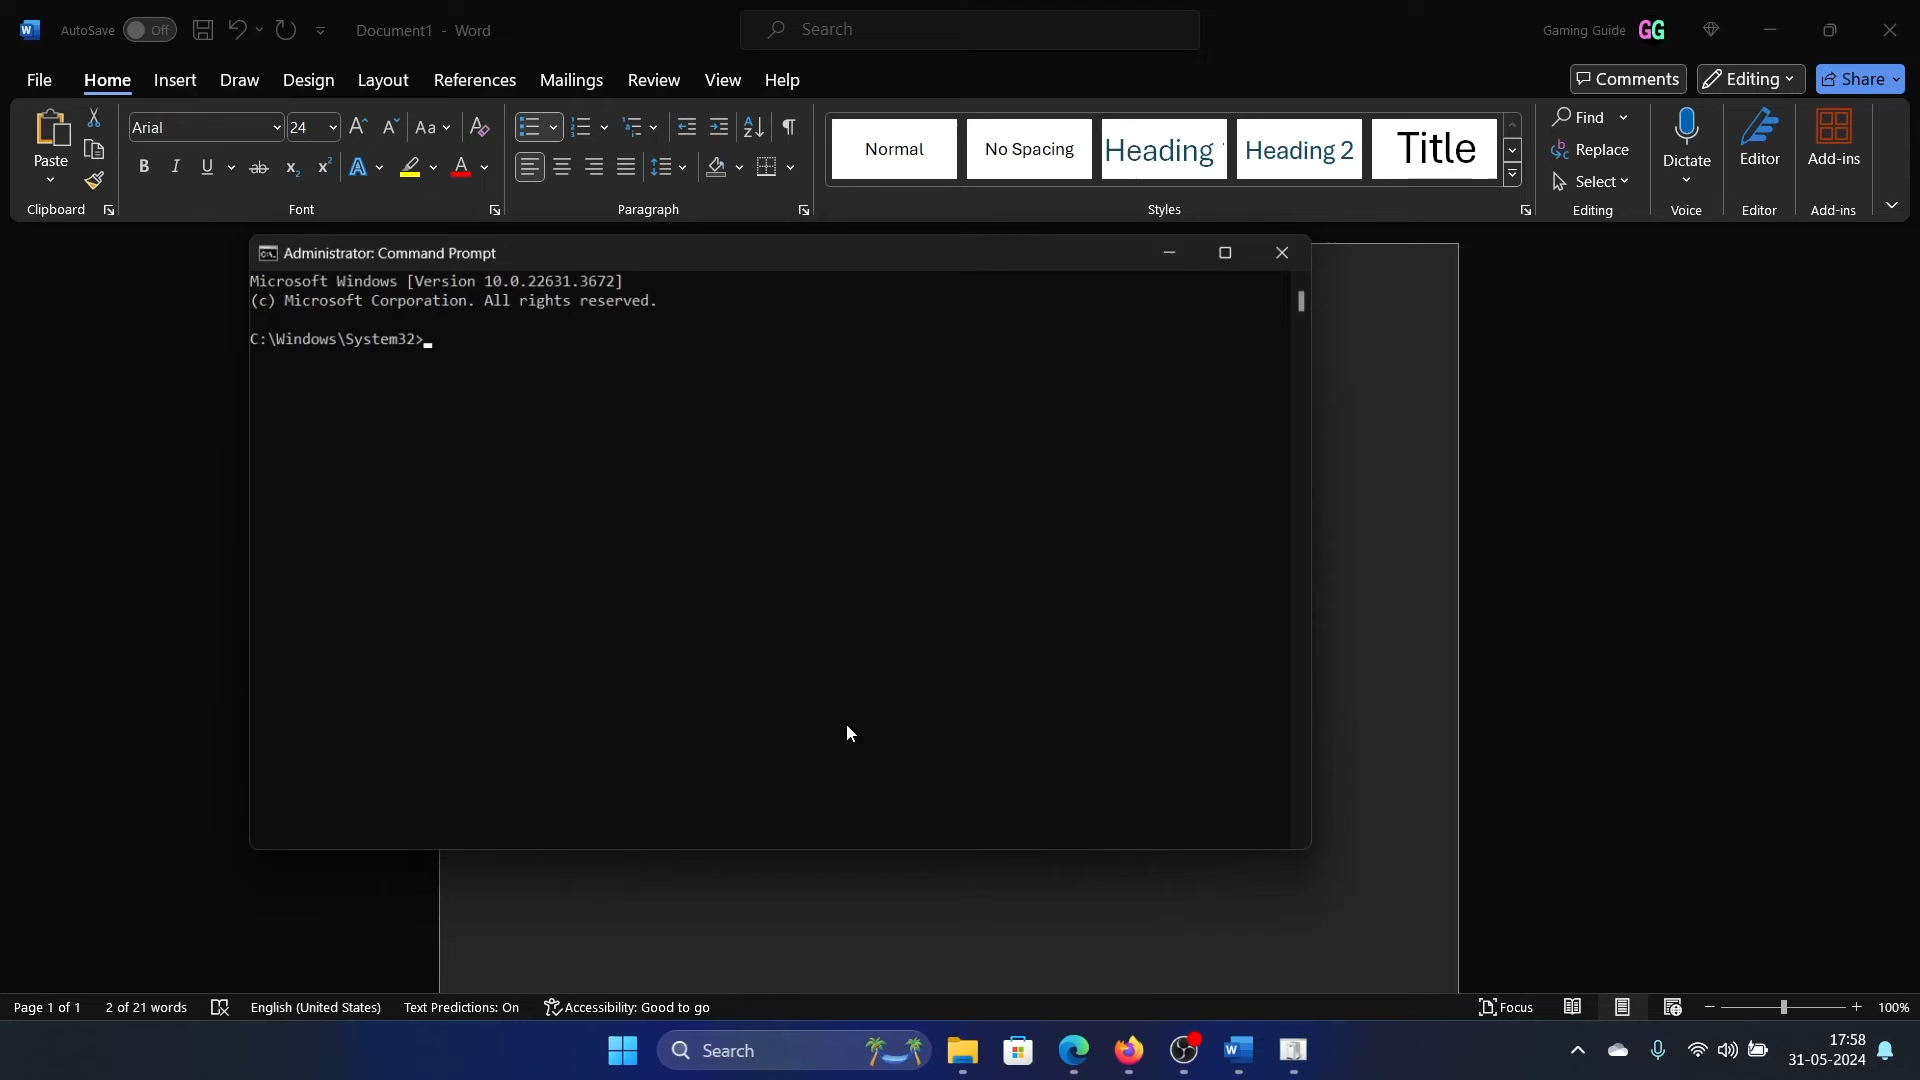 AutoSave Off Document1 - Word Search Gaming Guide GG
File Home Insert Draw Design Layout References Mailings Review View Help Comments Editing Share
Paste
Clipboard
Arial 24
Font
Paragraph
Normal No Spacing Heading Heading 2 Title
Styles
Find
Replace
Select
Editing
Dictate
Voice
Editor
Editor
Add-ins
Add-ins
Administrator: Command Prompt
Microsoft Windows [Version 10.0.22631.3672]
(c) Microsoft Corporation. All rights reserved.
C:\Windows\System32>
Page 1 of 1 2 of 21 words English (United States) Text Predictions: On Accessibility: Good to go Focus 100%
Search
17:58
31-05-2024